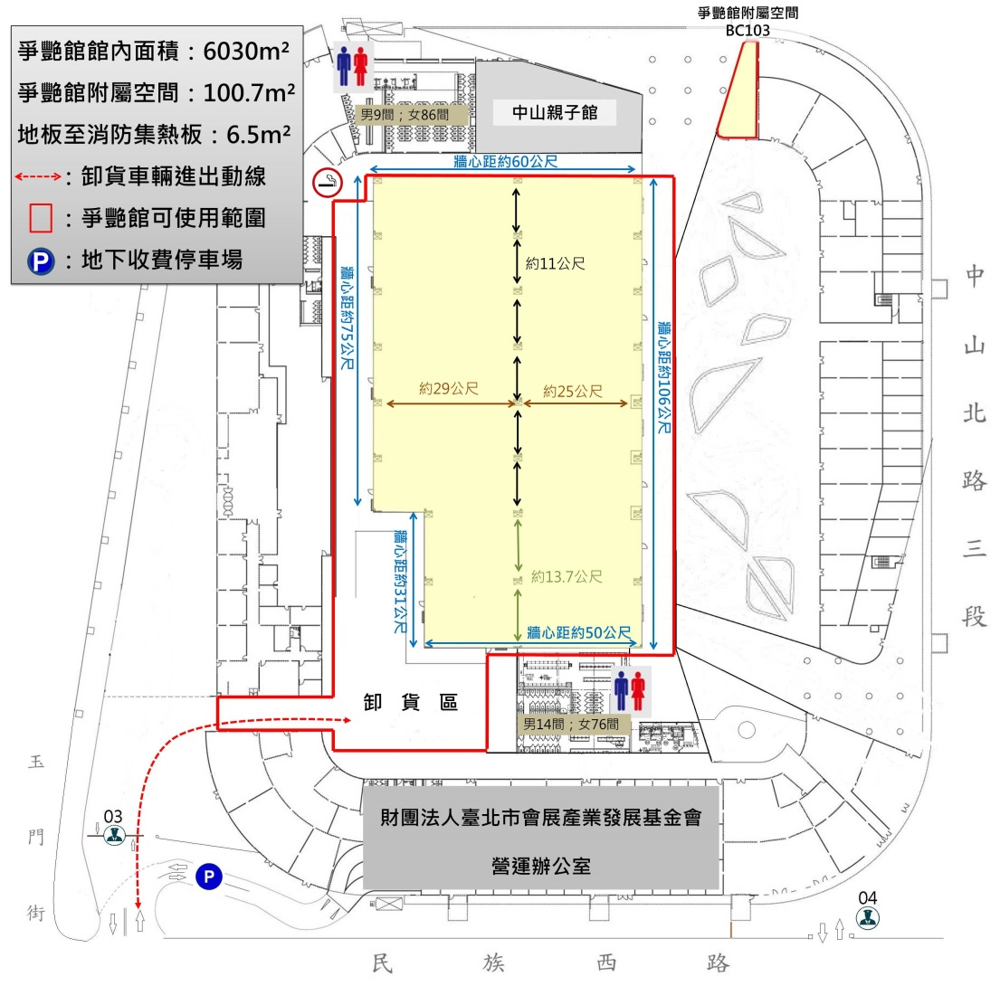 爭艷館館內面積：6030m²
爭艷館附屬空間：100.7m²
地板至消防集熱板：6.5m²
：卸貨車輛進出動線
：爭艷館可使用範圍
P：地下收費停車場
爭艷館附屬空間
BC103
男9間；女86間
中山親子館
牆心距約60公尺
約11公尺
牆心距約75公尺
牆心距約106公尺
約29公尺
約25公尺
牆心距約31公尺
約13.7公尺
牆心距約50公尺
卸貨區
男14間；女76間
財團法人臺北市會展產業發展基金會
營運辦公室
03
P
04
中山北路三段
玉門街
民族西路